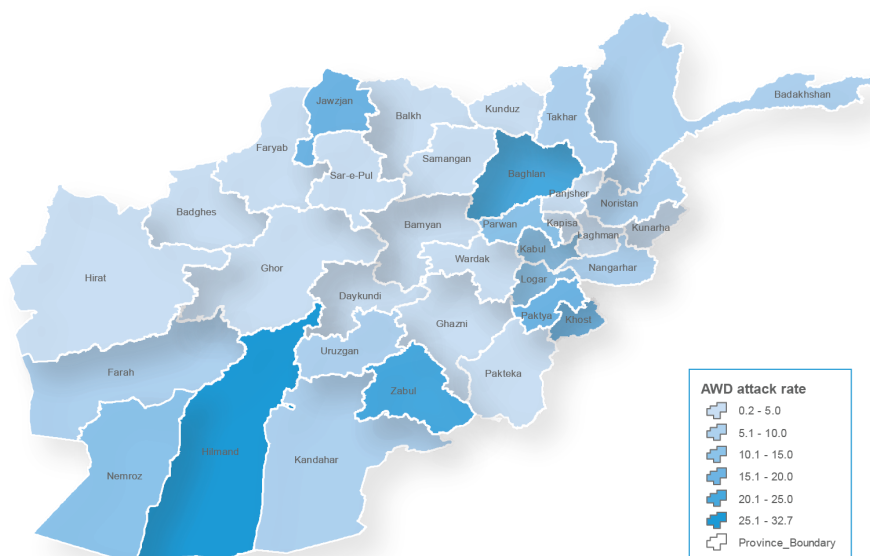 Badakhshan
Jawzjan
Balkh
Kunduz
Takhar
Faryab
Samangan
Baghlan
Sar-e-Pul
Panjsher
Noristan
Badghes
Bamyan
Parwan
Kapisa
Kunarha
Laghman
Kabul
Hirat
Ghor
Wardak
Nangarhar
Logar
Daykundi
Ghazni
Paktya
Khost
Uruzgan
Farah
Pakteka
Zabul
Hilmand
Kandahar
Nemroz
AWD attack rate
0.2 - 5.0
5.1 - 10.0
10.1 - 15.0
15.1 - 20.0
20.1 - 25.0
25.1 - 32.7
Province_Boundary